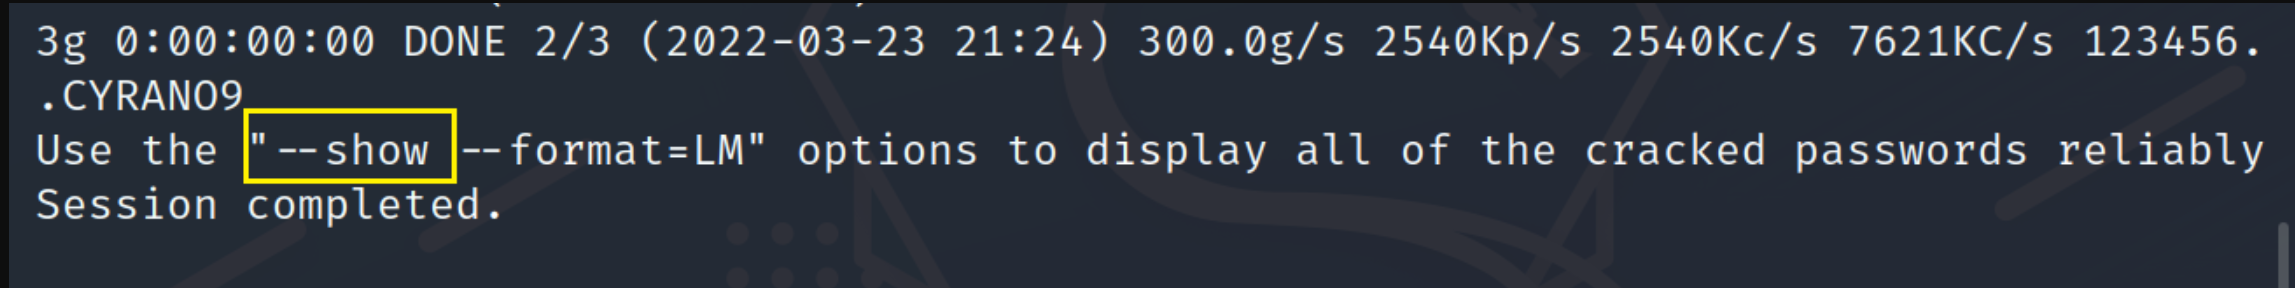 3g 0:00:00:00 DONE 2/3 (2022-03-23 21:24) 300.0g/s 2540Kp/s 2540Kc/s 7621KC/s 123456.
.CYRANO9
Use the "--show --format=LM" options to display all of the cracked passwords reliably
Session completed.